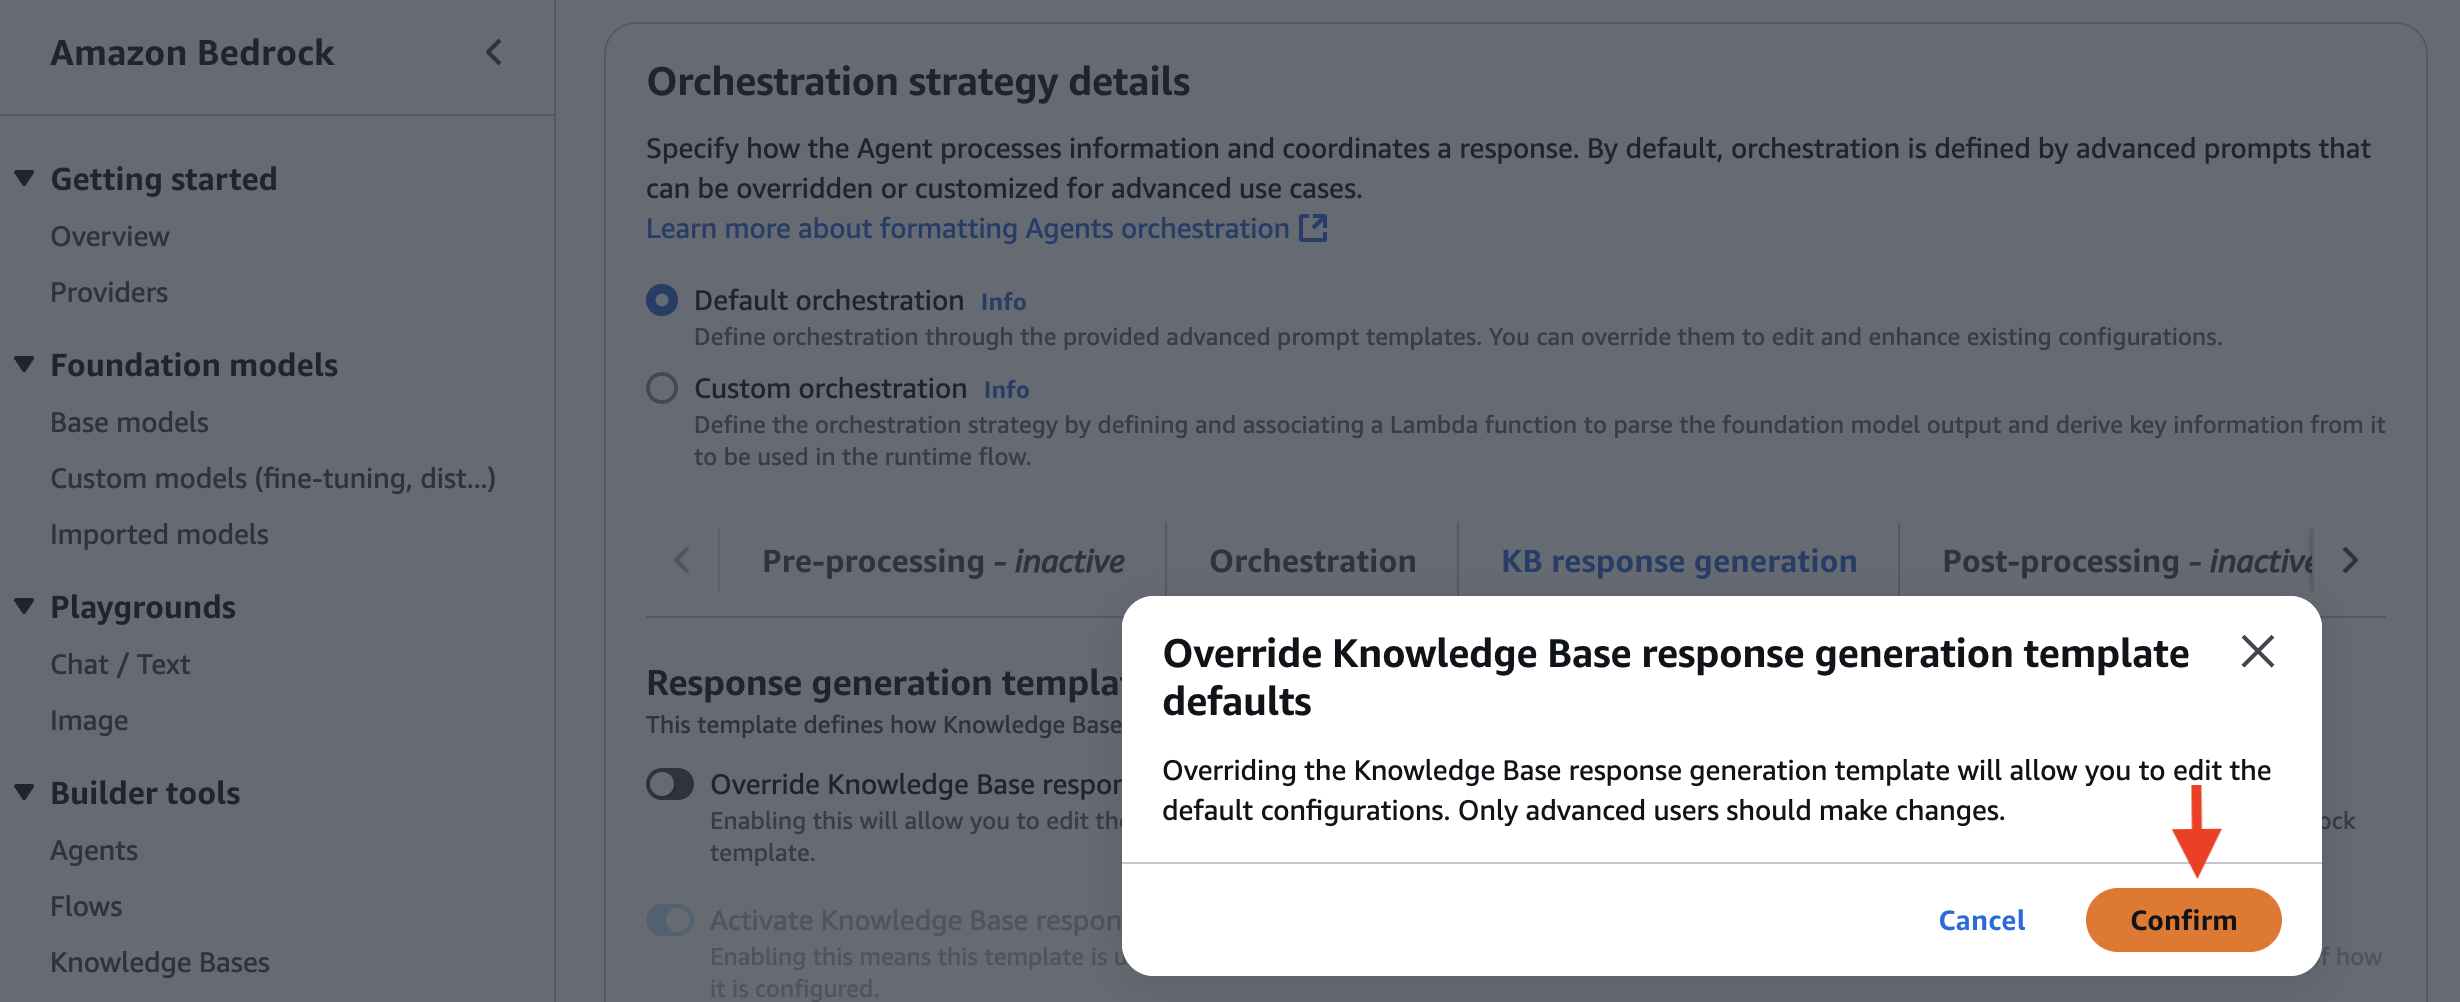 Amazon Bedrock
Getting started
Overview
Providers
Foundation models
Base models
Custom models (fine-tuning, dist...)
Imported models
Playgrounds
Chat / Text
Image
Builder tools
Agents
Flows
Knowledge Bases
Orchestration strategy details
Specify how the Agent processes information and coordinates a response. By default, orchestration is defined by advanced prompts that
can be overridden or customized for advanced use cases.
Learn more about formatting Agents orchestration
Default orchestration Info
Define orchestration through the provided advanced prompt templates. You can override them to edit and enhance existing configurations.
Custom orchestration Info
Define the orchestration strategy by defining and associating a Lambda function to parse the foundation model output and derive key information from it
to be used in the runtime flow.
Pre-processing - inactive Orchestration KB response generation Post-processing - inactive
Response generation
This template defines how Knowledge Base
Override Knowledge Base
Enabling this will allow you to edit
template.
Activate Knowledge Base
Enabling this means this template is
how
it is configured.
Override Knowledge Base response generation template
defaults
Overriding the Knowledge Base response generation template will allow you to edit the
default configurations. Only advanced users should make changes.
Cancel Confirm